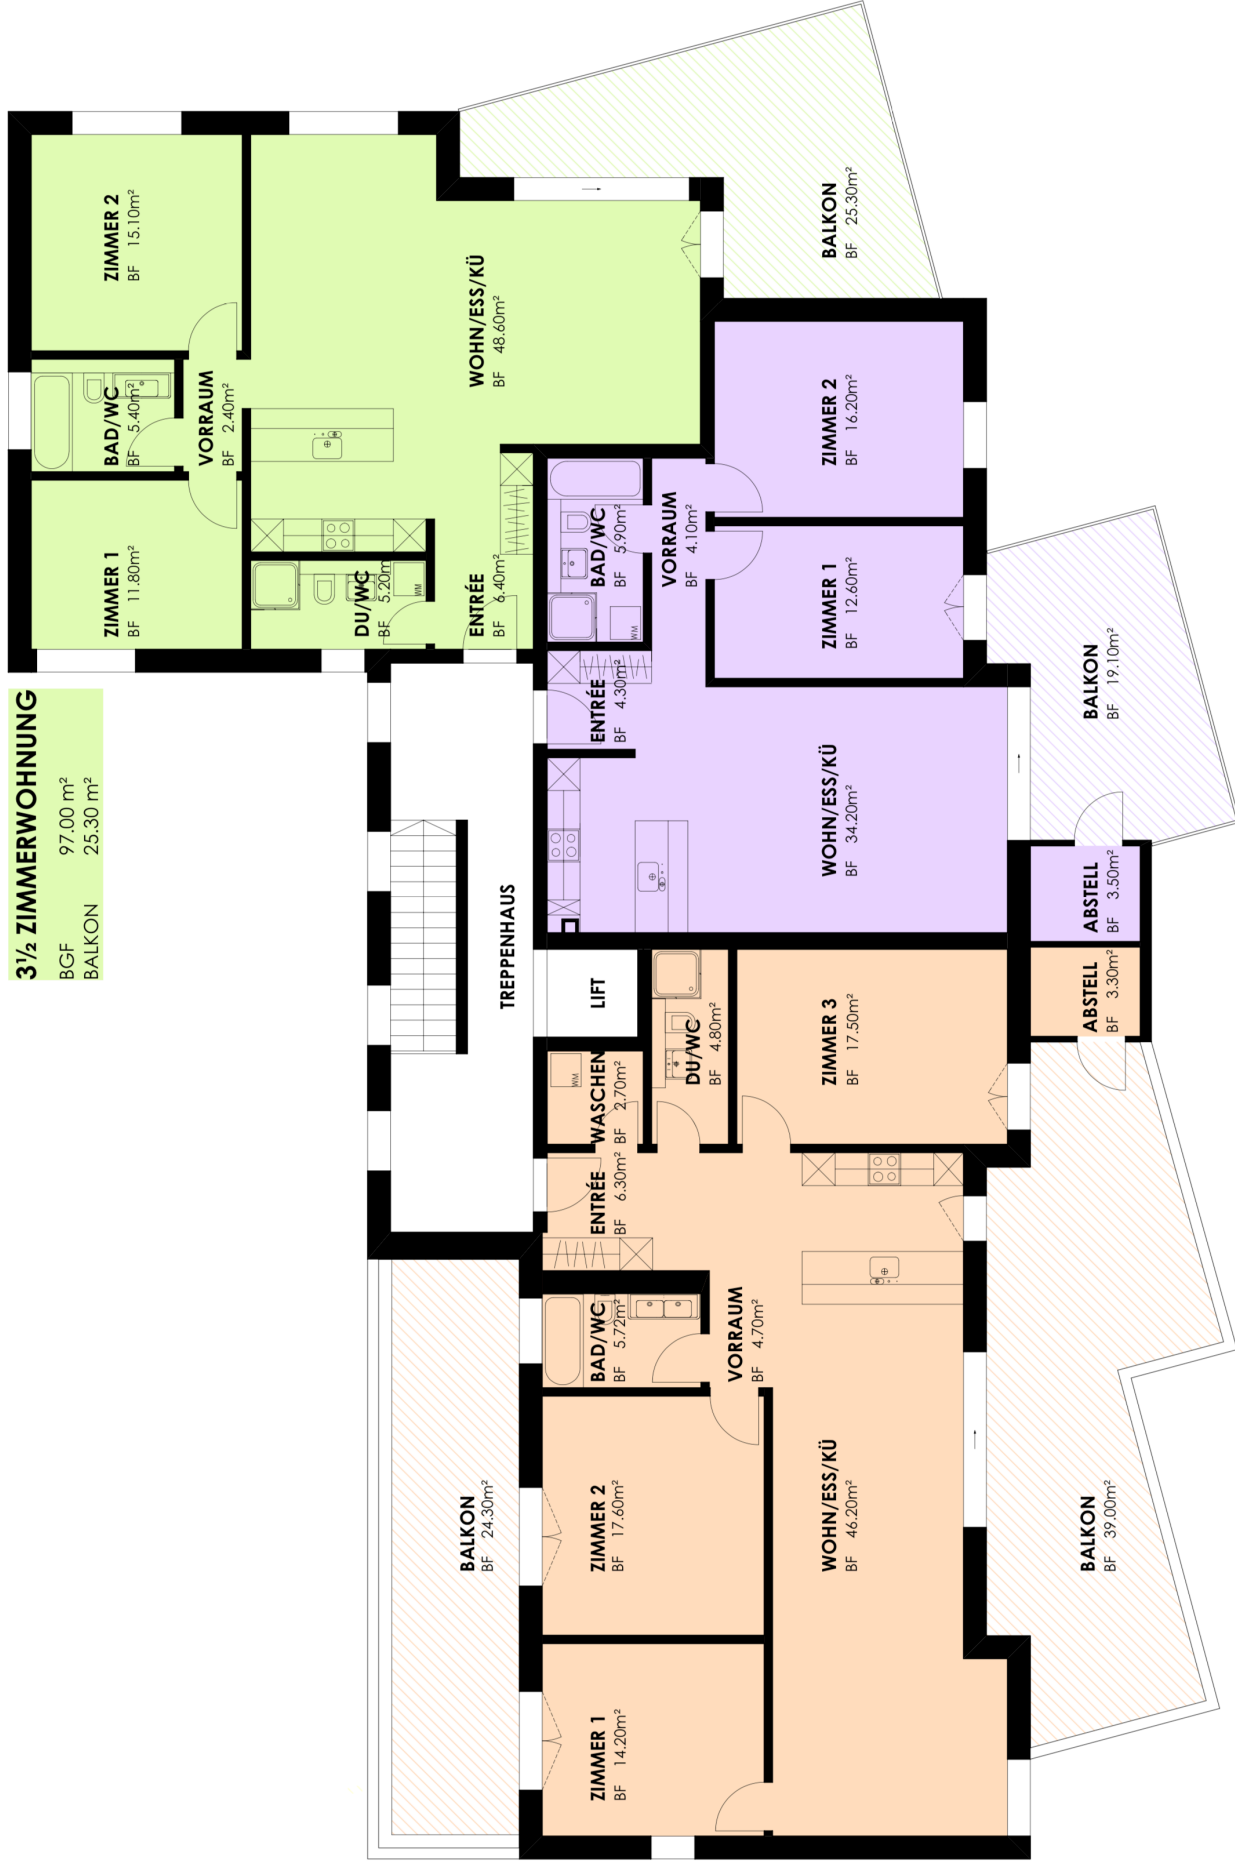 3½ ZIMMERWOHNUNG
BGF 97.00 m²
BALKON 25.30 m²
ZIMMER 1
BF 11.80m²
BAD/WC
BF 5.40m²
ZIMMER 2
BF 15.10m²
VORRAUM
BF 2.40m²
DU/WC
BF 5.20m
WM
ENTRÉE
BF 6.40m²
WOHN/ESS/KÜ
BF 48.60m²
BALKON
BF 25.30m²
TREPPENHAUS
LIFT
ENTRÉE
BF 4.30m²
BAD/WC
BF 5.90m²
WM
VORRAUM
BF 4.10m²
WOHN/ESS/KÜ
BF 34.20m²
ZIMMER 1
BF 12.60m²
ZIMMER 2
BF 16.20m²
ABSTELL
BF 3.50m²
BALKON
BF 19.10m²
BALKON
BF 24.30m²
ZIMMER 1
BF 14.20m²
ZIMMER 2
BF 17.60m²
BAD/WC
BF 5.72m²
ENTRÉE
BF 6.30m²
WASCHEN
BF 2.70m²
WM
DU/WC
BF 4.80m²
VORRAUM
BF 4.70m²
WOHN/ESS/KÜ
BF 46.20m²
ZIMMER 3
BF 17.50m²
BALKON
BF 39.00m²
ABSTELL
BF 3.30m²